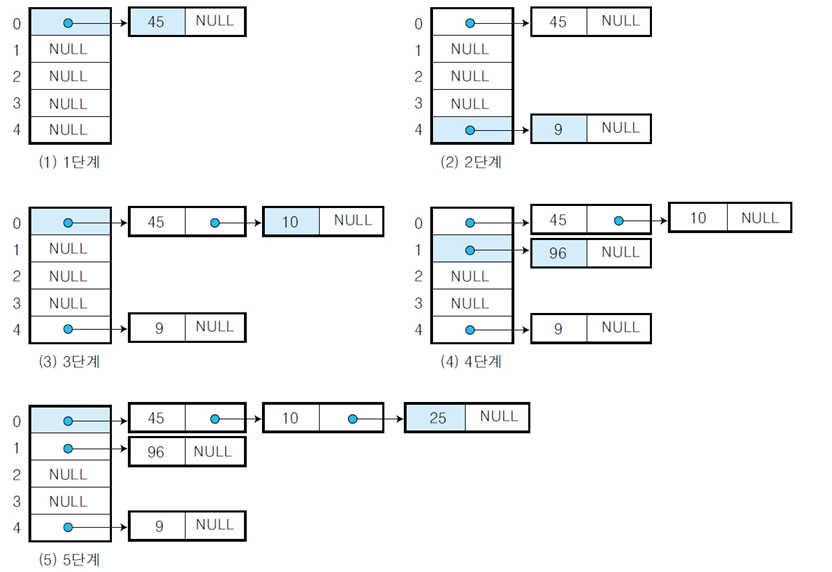 0 45 NULL
1 NULL
2 NULL
3 NULL
4 NULL
(1) 1단계
0 45 NULL
1 NULL
2 NULL
3 NULL
4 9 NULL
(2) 2단계
0 45 10 NULL
1 NULL
2 NULL
3 NULL
4 9 NULL
(3) 3단계
0 45 10 NULL
1 96 NULL
2 NULL
3 NULL
4 9 NULL
(4) 4단계
0 45 10 25 NULL
1 96 NULL
2 NULL
3 NULL
4 9 NULL
(5) 5단계